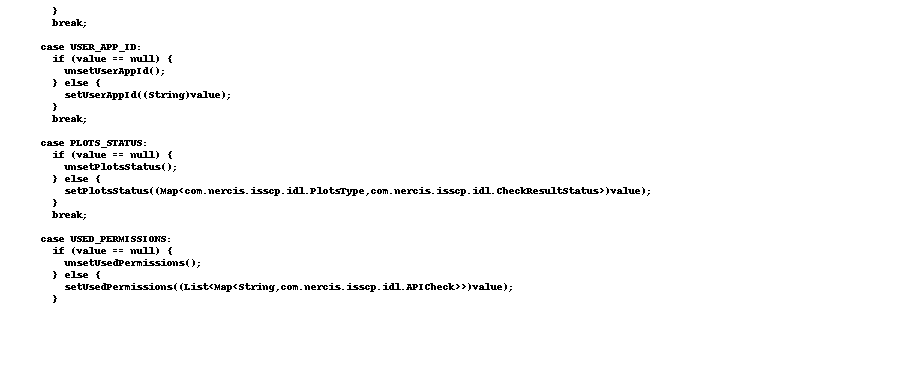 }
break;
case USER_APP_ID:
if (value == null) {
unsetUserAppId();
} else {
setUserAppId((String)value);
}
break;
case PLOTS_STATUS:
if (value == null) {
unsetPlotsStatus();
} else {
setPlotsStatus((Map<com.nercis.isscp.idl.PlotsType,com.nercis.isscp.idl.CheckResultStatus>)value);
}
break;
case USED_PERMISSIONS:
if (value == null) {
unsetUsedPermissions();
} else {
setUsedPermissions((List<Map<String,com.nercis.isscp.idl.APICheck>>)value);
}